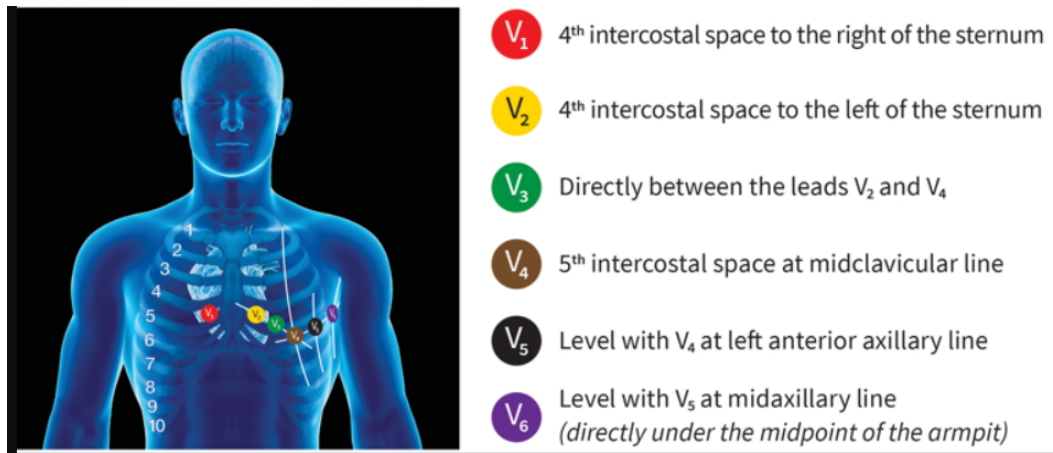 1
2
3
4
5
6
7
8
9
10
V₁
V₂
V₃
V₄
V₅
V₁ 4ᵗʰ intercostal space to the right of the sternum
V₂ 4ᵗʰ intercostal space to the left of the sternum
V₃ Directly between the leads V₂ and V₄
V₄ 5ᵗʰ intercostal space at midclavicular line
V₅ Level with V₄ at left anterior axillary line
V₆ Level with V₅ at midaxillary line
(directly under the midpoint of the armpit)